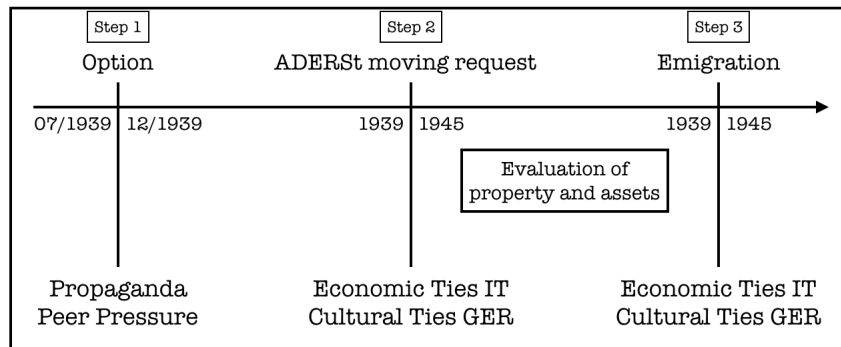 Step 1
Step 2
Step 3
Option
ADERSt moving request
Emigration
07/1939 12/1939
1939 1945
1939 1945
Evaluation of
property and assets
Propaganda
Peer Pressure
Economic Ties IT
Cultural Ties GER
Economic Ties IT
Cultural Ties GER